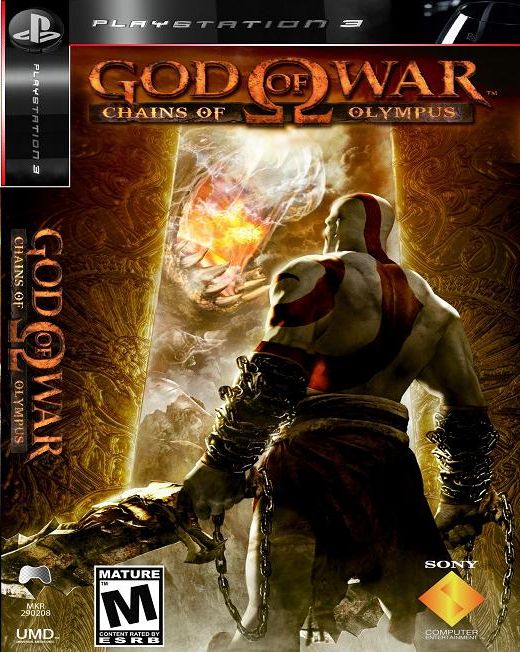 PLAYSTATION 3
PLAYSTATION 3
GOD OF WAR™
CHAINS OF OLYMPUS
GOD OF WAR
CHAINS OF OLYMPUS
MKR
290208
UMD
MATURE
M
CONTENT RATED BY
ESRB
SONY
COMPUTER
ENTERTAINMENT